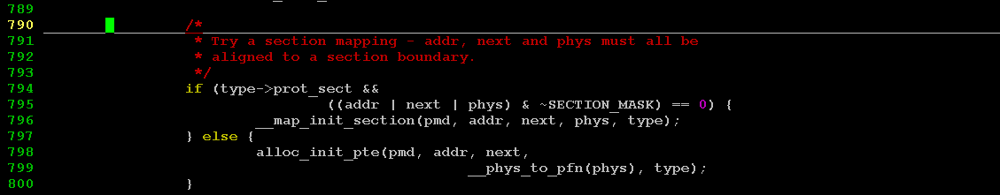 789
790 /*
791 * Try a section mapping - addr, next and phys must all be
792 * aligned to a section boundary.
793 */
794 if (type->prot_sect &&
795 ((addr | next | phys) & ~SECTION_MASK) == 0) {
796 __map_init_section(pmd, addr, next, phys, type);
797 } else {
798 alloc_init_pte(pmd, addr, next,
799 __phys_to_pfn(phys), type);
800 }